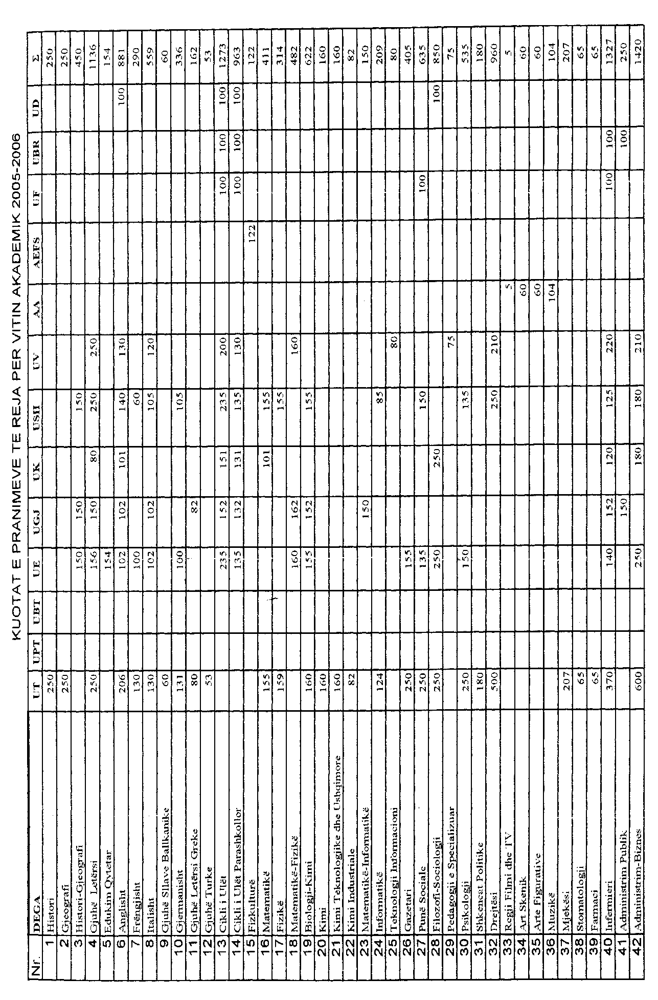 KUOTAT E PRANIMEVE TE REJA PER VITIN AKADEMIK 2005-2006
Nr. DEGA UT UPT UBT UE UGJ UK USH UV AA AEFS UF UBR UD Σ
1 Histori 250 250
2 Gjeografi 250 250
3 Histori-Gjeografi 150 150 150 450
4 Gjuhë Letërsi 250 156 150 80 250 250 1136
5 Edukim Qytetar 154 154
6 Anglisht 206 102 102 101 140 130 100 881
7 Frëngjisht 130 100 60 290
8 Italisht 130 102 102 105 120 559
9 Gjuhë Sllave Ballkanike 60 60
10 Gjermanisht 131 100 105 336
11 Gjuhë Letërsi Greke 80 82 162
12 Gjuhë Turke 53 53
13 Cikli i Ulët 235 152 151 235 200 100 100 100 1273
14 Cikli i Ulët Parashkollor 135 132 131 135 130 100 100 100 963
15 Fizkulturë 122 122
16 Matematikë 155 101 155 411
17 Fizikë 159 155 314
18 Matematikë-Fizikë 160 162 160 482
19 Biologji-Kimi 160 155 152 155 622
20 Kimi 160 160
21 Kimi Teknologjike dhe Ushqimore 160 160
22 Kimi Industriale 82 82
23 Matematikë-Informatikë 150 150
24 Informatikë 124 85 209
25 Teknologji Informacioni 80 80
26 Gazetari 250 155 405
27 Punë Sociale 250 135 150 100 635
28 Filozofi-Sociologji 250 250 250 100 850
29 Pedagogji e Specializuar 75 75
30 Psikologji 250 150 135 535
31 Shkencat Politike 180 180
32 Drejtësi 500 250 210 960
33 Regji Filmi dhe TV 5 5
34 Art Skenik 60 60
35 Arte Figurative 60 60
36 Muzikë 104 104
37 Mjekësi 207 207
38 Stomatologji 65 65
39 Farmaci 65 65
40 Infermieri 370 140 152 120 125 220 100 100 1327
41 Administrim Publik 150 100 250
42 Administrim-Biznes 600 250 180 180 210 1420